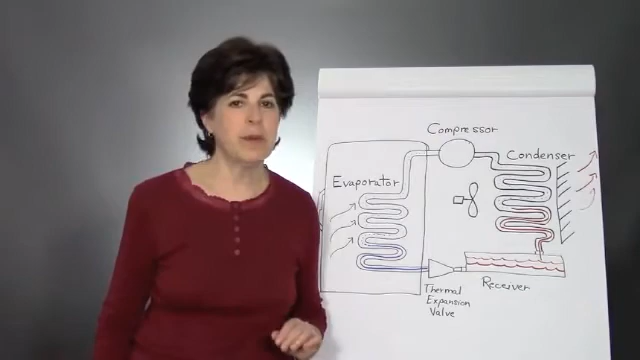 Compressor
Condenser
Evaporator
Receiver
Thermal
Expansion
Valve